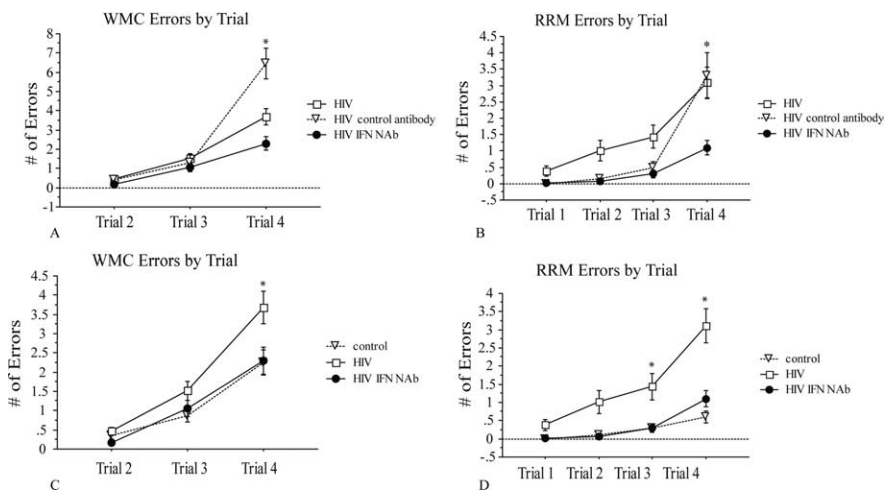 WMC Errors by Trial
8
7
6
5
4
3
2
1
0
-1
# of Errors
*
Trial 2 Trial 3 Trial 4
HIV
HIV control antibody
HIV IFN NAb
A
RRM Errors by Trial
4.5
4
3.5
3
2.5
2
1.5
1
.5
0
-.5
# of Errors
*
Trial 1 Trial 2 Trial 3 Trial 4
HIV
HIV control antibody
HIV IFN NAb
B
WMC Errors by Trial
4.5
4
3.5
3
2.5
2
1.5
1
.5
0
# of Errors
*
Trial 2 Trial 3 Trial 4
control
HIV
HIV IFN NAb
C
RRM Errors by Trial
4
3.5
3
2.5
2
1.5
1
.5
0
-.5
# of Errors
*
*
Trial 1 Trial 2 Trial 3 Trial 4
control
HIV
HIV IFN NAb
D